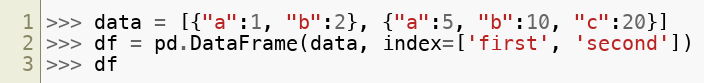 1 >>> data = [{"a":1, "b":2}, {"a":5, "b":10, "c":20}]
2 >>> df = pd.DataFrame(data, index=['first', 'second'])
3 >>> df